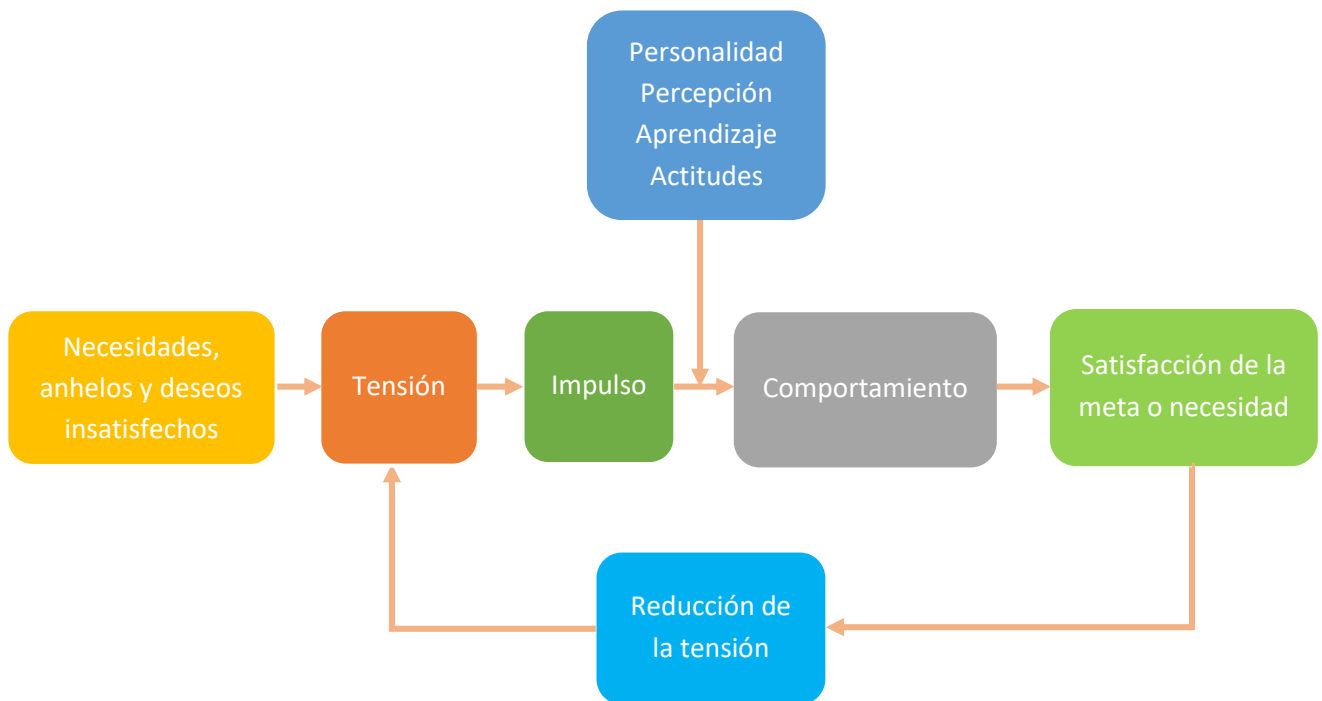 Personalidad
Percepción
Aprendizaje
Actitudes
Necesidades,
anhelos y deseos
insatisfechos
Tensión
Impulso
Comportamiento
Satisfacción de la
meta o necesidad
Reducción de
la tensión